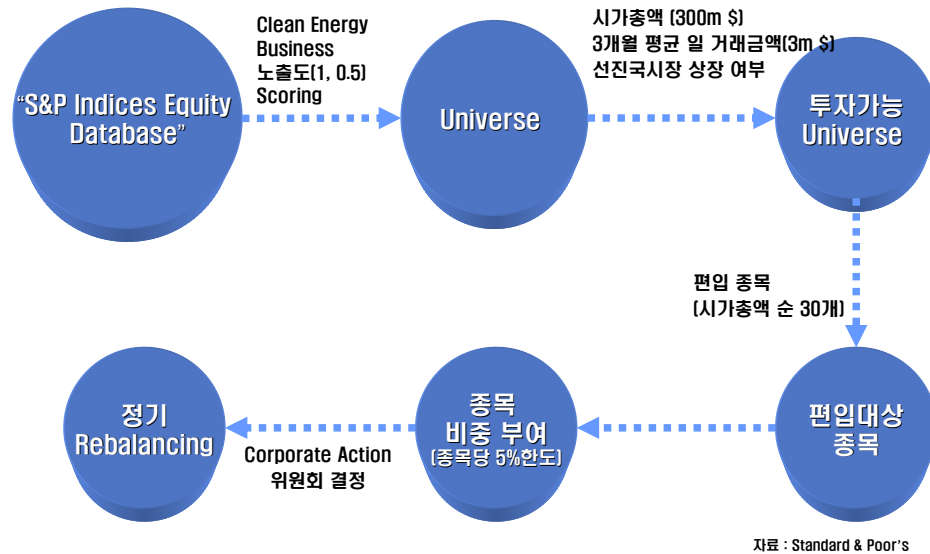 “S&P Indices Equity
Database”
Clean Energy
Business
노출도(1, 0.5)
Scoring
Universe
시가총액 (300m $)
3개월 평균 일 거래금액(3m $)
선진국시장 상장 여부
투자가능
Universe
편입 종목
(시가총액 순 30개)
편입대상
종목
종목
비중 부여
(종목당 5%한도)
Corporate Action
위원회 결정
정기
Rebalancing
자료 : Standard & Poor's